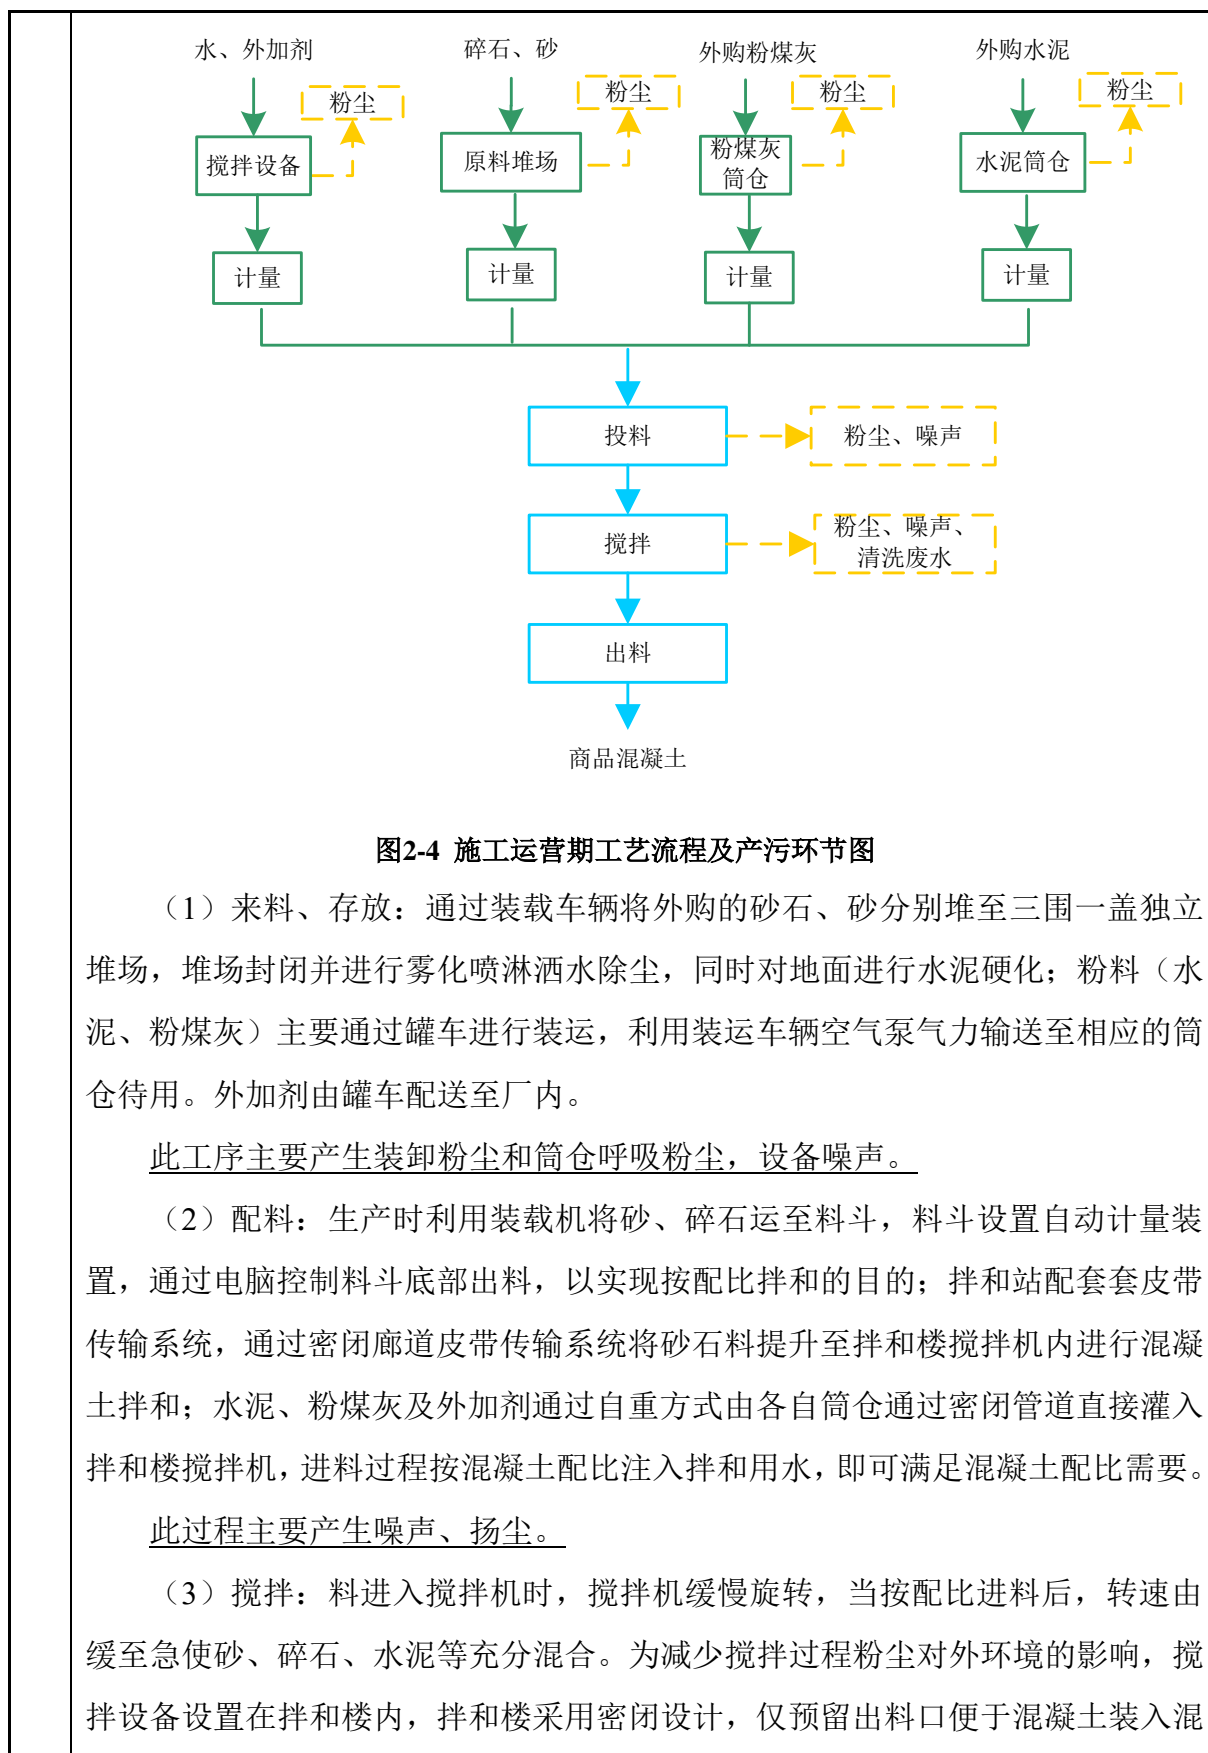 水、外加剂
碎石、砂
外购粉煤灰
外购水泥
粉尘
粉尘
粉尘
粉尘
搅拌设备
原料堆场
粉煤灰
筒仓
水泥筒仓
计量
计量
计量
计量
投料
粉尘、噪声
搅拌
粉尘、噪声、
清洗废水
出料
商品混凝土
图2-4 施工运营期工艺流程及产污环节图
（1）来料、存放：通过装载车辆将外购的砂石、砂分别堆至三围一盖独立
堆场，堆场封闭并进行雾化喷淋洒水除尘，同时对地面进行水泥硬化；粉料（水
泥、粉煤灰）主要通过罐车进行装运，利用装运车辆空气泵气力输送至相应的筒
仓待用。外加剂由罐车配送至厂内。
此工序主要产生装卸粉尘和筒仓呼吸粉尘，设备噪声。
（2）配料：生产时利用装载机将砂、碎石运至料斗，料斗设置自动计量装
置，通过电脑控制料斗底部出料，以实现按配比拌和的目的；拌和站配套套皮带
传输系统，通过密闭廊道皮带传输系统将砂石料提升至拌和楼搅拌机内进行混凝
土拌和；水泥、粉煤灰及外加剂通过自重方式由各自筒仓通过密闭管道直接灌入
拌和楼搅拌机，进料过程按混凝土配比注入拌和用水，即可满足混凝土配比需要。
此过程主要产生噪声、扬尘。
（3）搅拌：料进入搅拌机时，搅拌机缓慢旋转，当按配比进料后，转速由
缓至急使砂、碎石、水泥等充分混合。为减少搅拌过程粉尘对外环境的影响，搅
拌设备设置在拌和楼内，拌和楼采用密闭设计，仅预留出料口便于混凝土装入混